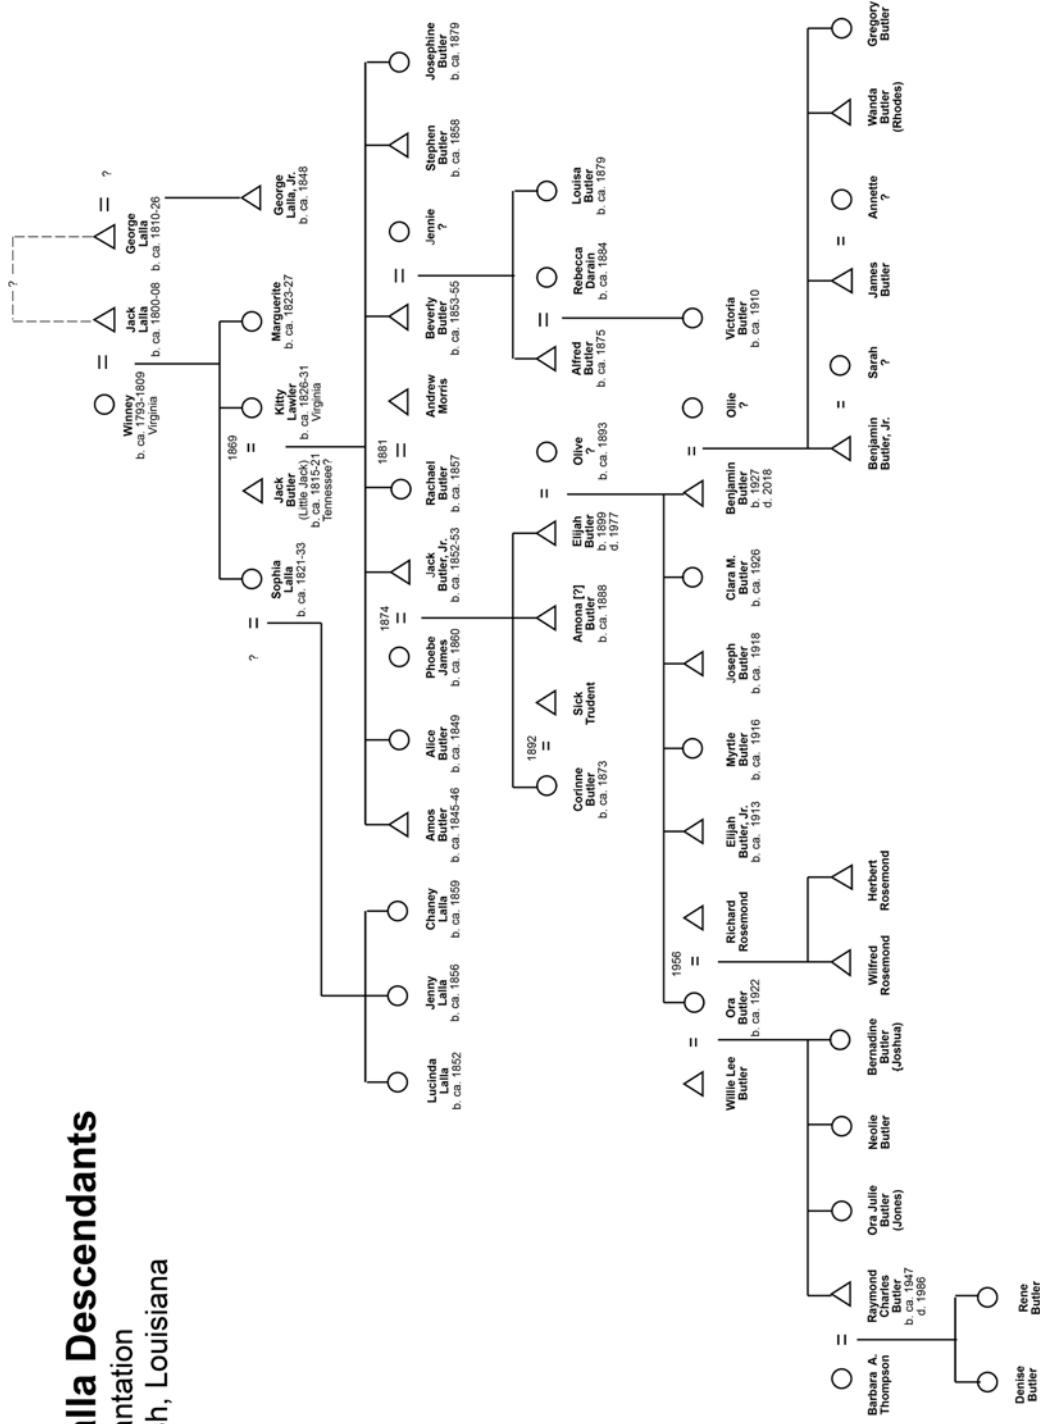 alla Descendants
antation
h, Louisiana
?
=
?
Winney
b. ca. 1793-1809
Virginia
=
Jack
Lalla
b. ca. 1800-08
George
Lalla
b. ca. 1810-26
?
=
Sophia
Lalla
b. ca. 1821-33
Jack
Butler
(Little Jack)
b. ca. 1815-21
Tennessee?
1869
=
Kitty
Lawler
b. ca. 1826-31
Virginia
Marguerite
b. ca. 1823-27
George
Lalla, Jr.
b. ca. 1848
Lucinda
Lalla
b. ca. 1852
Jenny
Lalla
b. ca. 1856
Chaney
Lalla
b. ca. 1859
Amos
Butler
b. ca. 1845-46
Alice
Butler
b. ca. 1849
Phoebe
James
b. ca. 1860
1874
=
Jack
Butler, Jr.
b. ca. 1852-53
Rachael
Butler
b. ca. 1857
1881
=
Andrew
Morris
Beverly
Butler
b. ca. 1853-55
=
Jennie
?
Stephen
Butler
b. ca. 1858
Josephine
Butler
b. ca. 1879
Corinne
Butler
b. ca. 1873
1892
=
Sick
Trudent
Amona [?]
Butler
b. ca. 1888
Elijah
Butler
b. 1899
d. 1977
=
Olive
?
b. ca. 1893
Alfred
Butler
b. ca. 1875
=
Rebecca
Darain
b. ca. 1884
Louisa
Butler
b. ca. 1879
Willie Lee
Butler
=
Ora
Butler
b. ca. 1922
1956
=
Richard
Rosemond
Elijah
Butler, Jr.
b. ca. 1913
Myrtle
Butler
b. ca. 1916
Joseph
Butler
b. ca. 1918
Clara M.
Butler
b. ca. 1926
Benjamin
Butler
b. 1927
d. 2018
=
Ollie
?
Victoria
Butler
b. ca. 1910
Barbara A.
Thompson
=
Raymond
Charles
Butler
b. ca. 1947
d. 1986
Ora Julie
Butler
(Jones)
Neolie
Butler
Bernadine
Butler
(Joshua)
Wilfred
Rosemond
Herbert
Rosemond
Benjamin
Butler, Jr.
=
Sarah
?
James
Butler
=
Annette
?
Wanda
Butler
(Rhodes)
Gregory
Butler
Denise
Butler
Rene
Butler